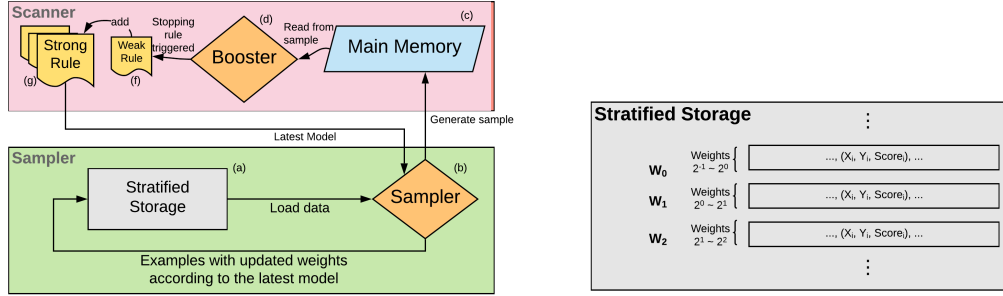 Scanner
add
Stopping
rule
triggered
(d)
Read from
sample
(c)
Strong
Rule
Weak
Rule
Booster
Main Memory
(g)
(f)
Generate sample
Latest Model
Sampler
(a)
(b)
Stratified
Storage
Load data
Sampler
Examples with updated weights
according to the latest model
Stratified Storage
⋮
W₀
Weights
2⁻¹ ~ 2⁰
..., (Xᵢ, Yᵢ, Scoreᵢ), ...
W₁
Weights
2⁰ ~ 2¹
..., (Xᵢ, Yᵢ, Scoreᵢ), ...
W₂
Weights
2¹ ~ 2²
..., (Xᵢ, Yᵢ, Scoreᵢ), ...
⋮